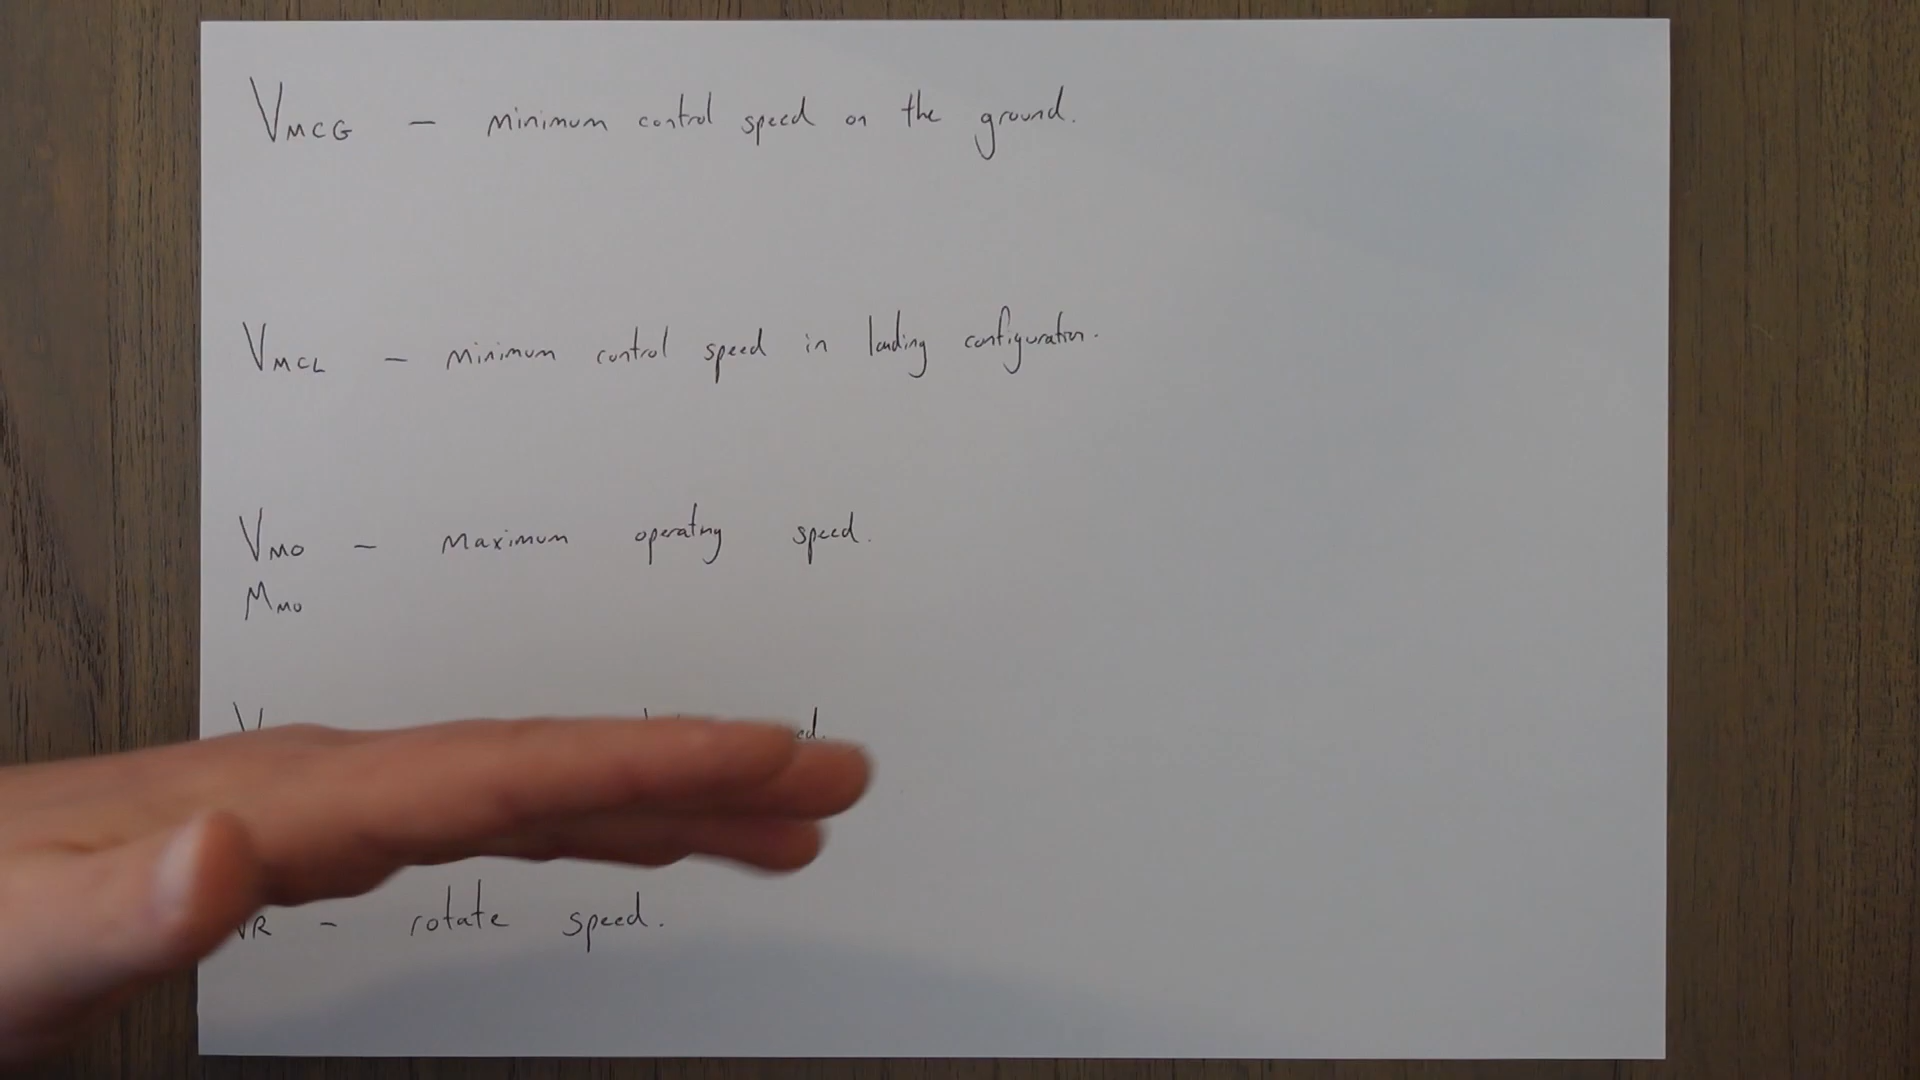 VMCG – minimum control speed on the ground.
VMCL – minimum control speed in landing configuration.
VMO – maximum operating speed.
MMO
VR – rotate speed.